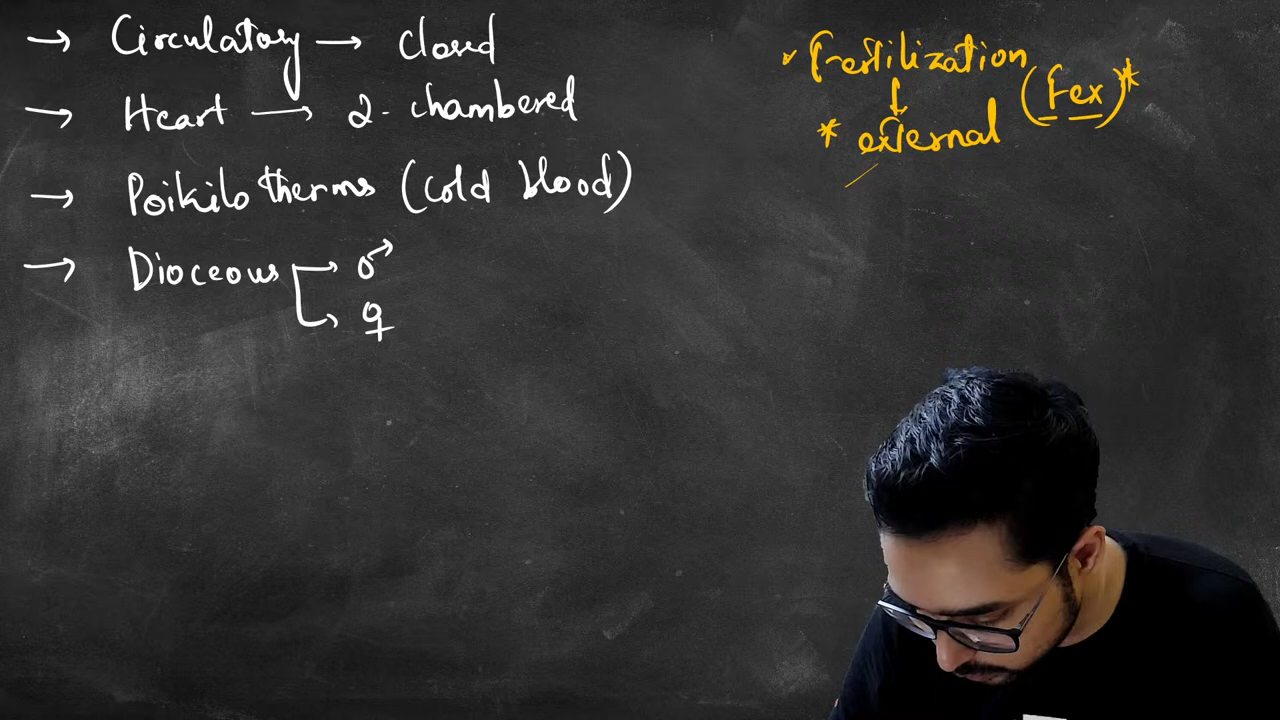 → Circulatory → closed
→ Heart → 2-chambered
→ Poikilotherms (cold blood)
→ Dioceous → ♂
→ ♀
✓ Fertilization
↓
* external (Fex)*